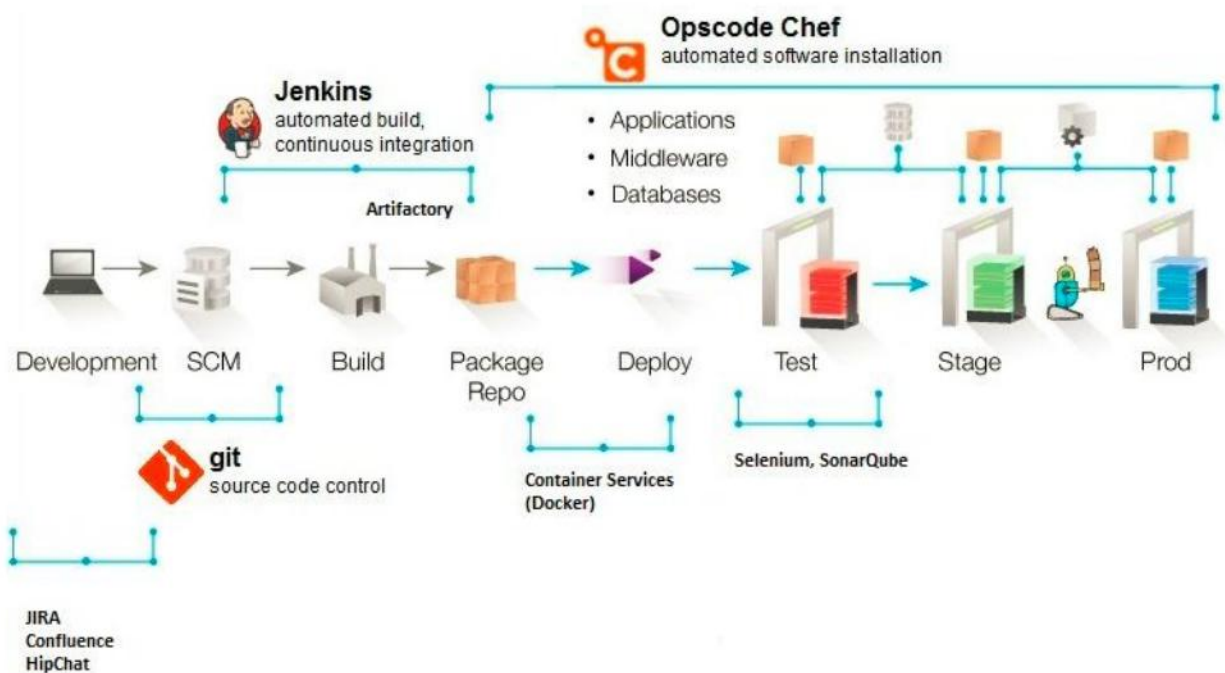 Opscode Chef
automated software installation
Jenkins
automated build,
continuous integration
• Applications
• Middleware
• Databases
Artifactory
Development
SCM
Build
Package
Repo
Deploy
Test
Stage
Prod
git
source code control
Container Services
(Docker)
Selenium, SonarQube
JIRA
Confluence
HipChat